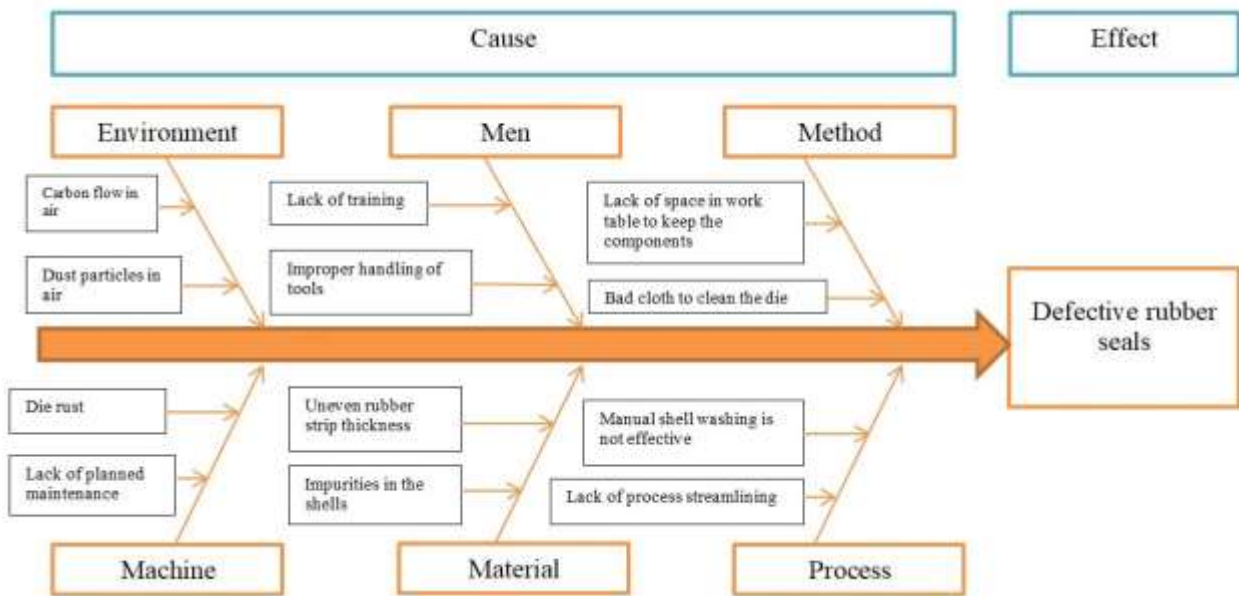 Cause
Effect
Environment
Men
Method
Carbon flow in
air
Lack of training
Lack of space in work
table to keep the
components
Dust particles in
air
Improper handling of
tools
Bad cloth to clean the die
Defective rubber
seals
Die rust
Uneven rubber
strip thickness
Manual shell washing is
not effective
Lack of planned
maintenance
Impurities in the
shells
Lack of process streamlining
Machine
Material
Process